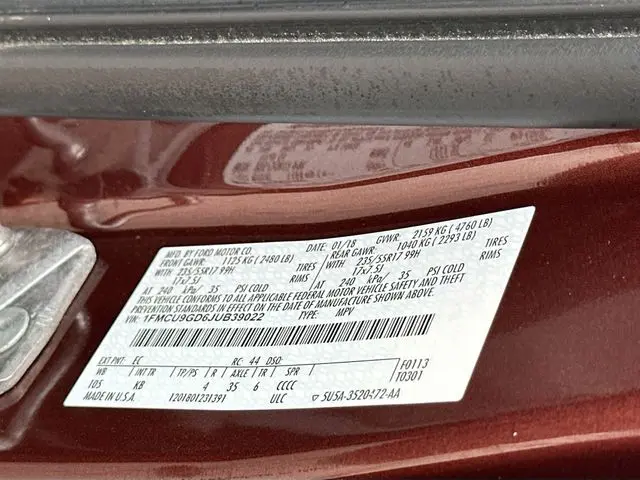 MFD. BY FORD MOTOR CO. DATE: 01/18 GVWR: 2159 KG ( 4760 LB)
FRONT GAWR: 1125 KG ( 2480 LB) REAR GAWR: 1040 KG ( 2293 LB)
WITH 235/55R17 99H TIRES WITH 235/55R17 99H TIRES
17x7.5J RIMS 17x7.5J RIMS
AT 240 kPa/ 35 PSI COLD AT 240 kPa/ 35 PSI COLD
THIS VEHICLE CONFORMS TO ALL APPLICABLE FEDERAL MOTOR VEHICLE SAFETY AND THEFT
PREVENTION STANDARDS IN EFFECT ON THE DATE OF MANUFACTURE SHOWN ABOVE.
VIN: 1FMCU9GD6JUB39022 TYPE: MPV
EXT PNT: EC RC: 44 DSO: F0113
WB INT TR TP/PS R AXLE TR SPR T0301
105 KB 4 35 6 CCCC
MADE IN U.S.A. 1201801231391 ULC 5U5A-3520472-AA